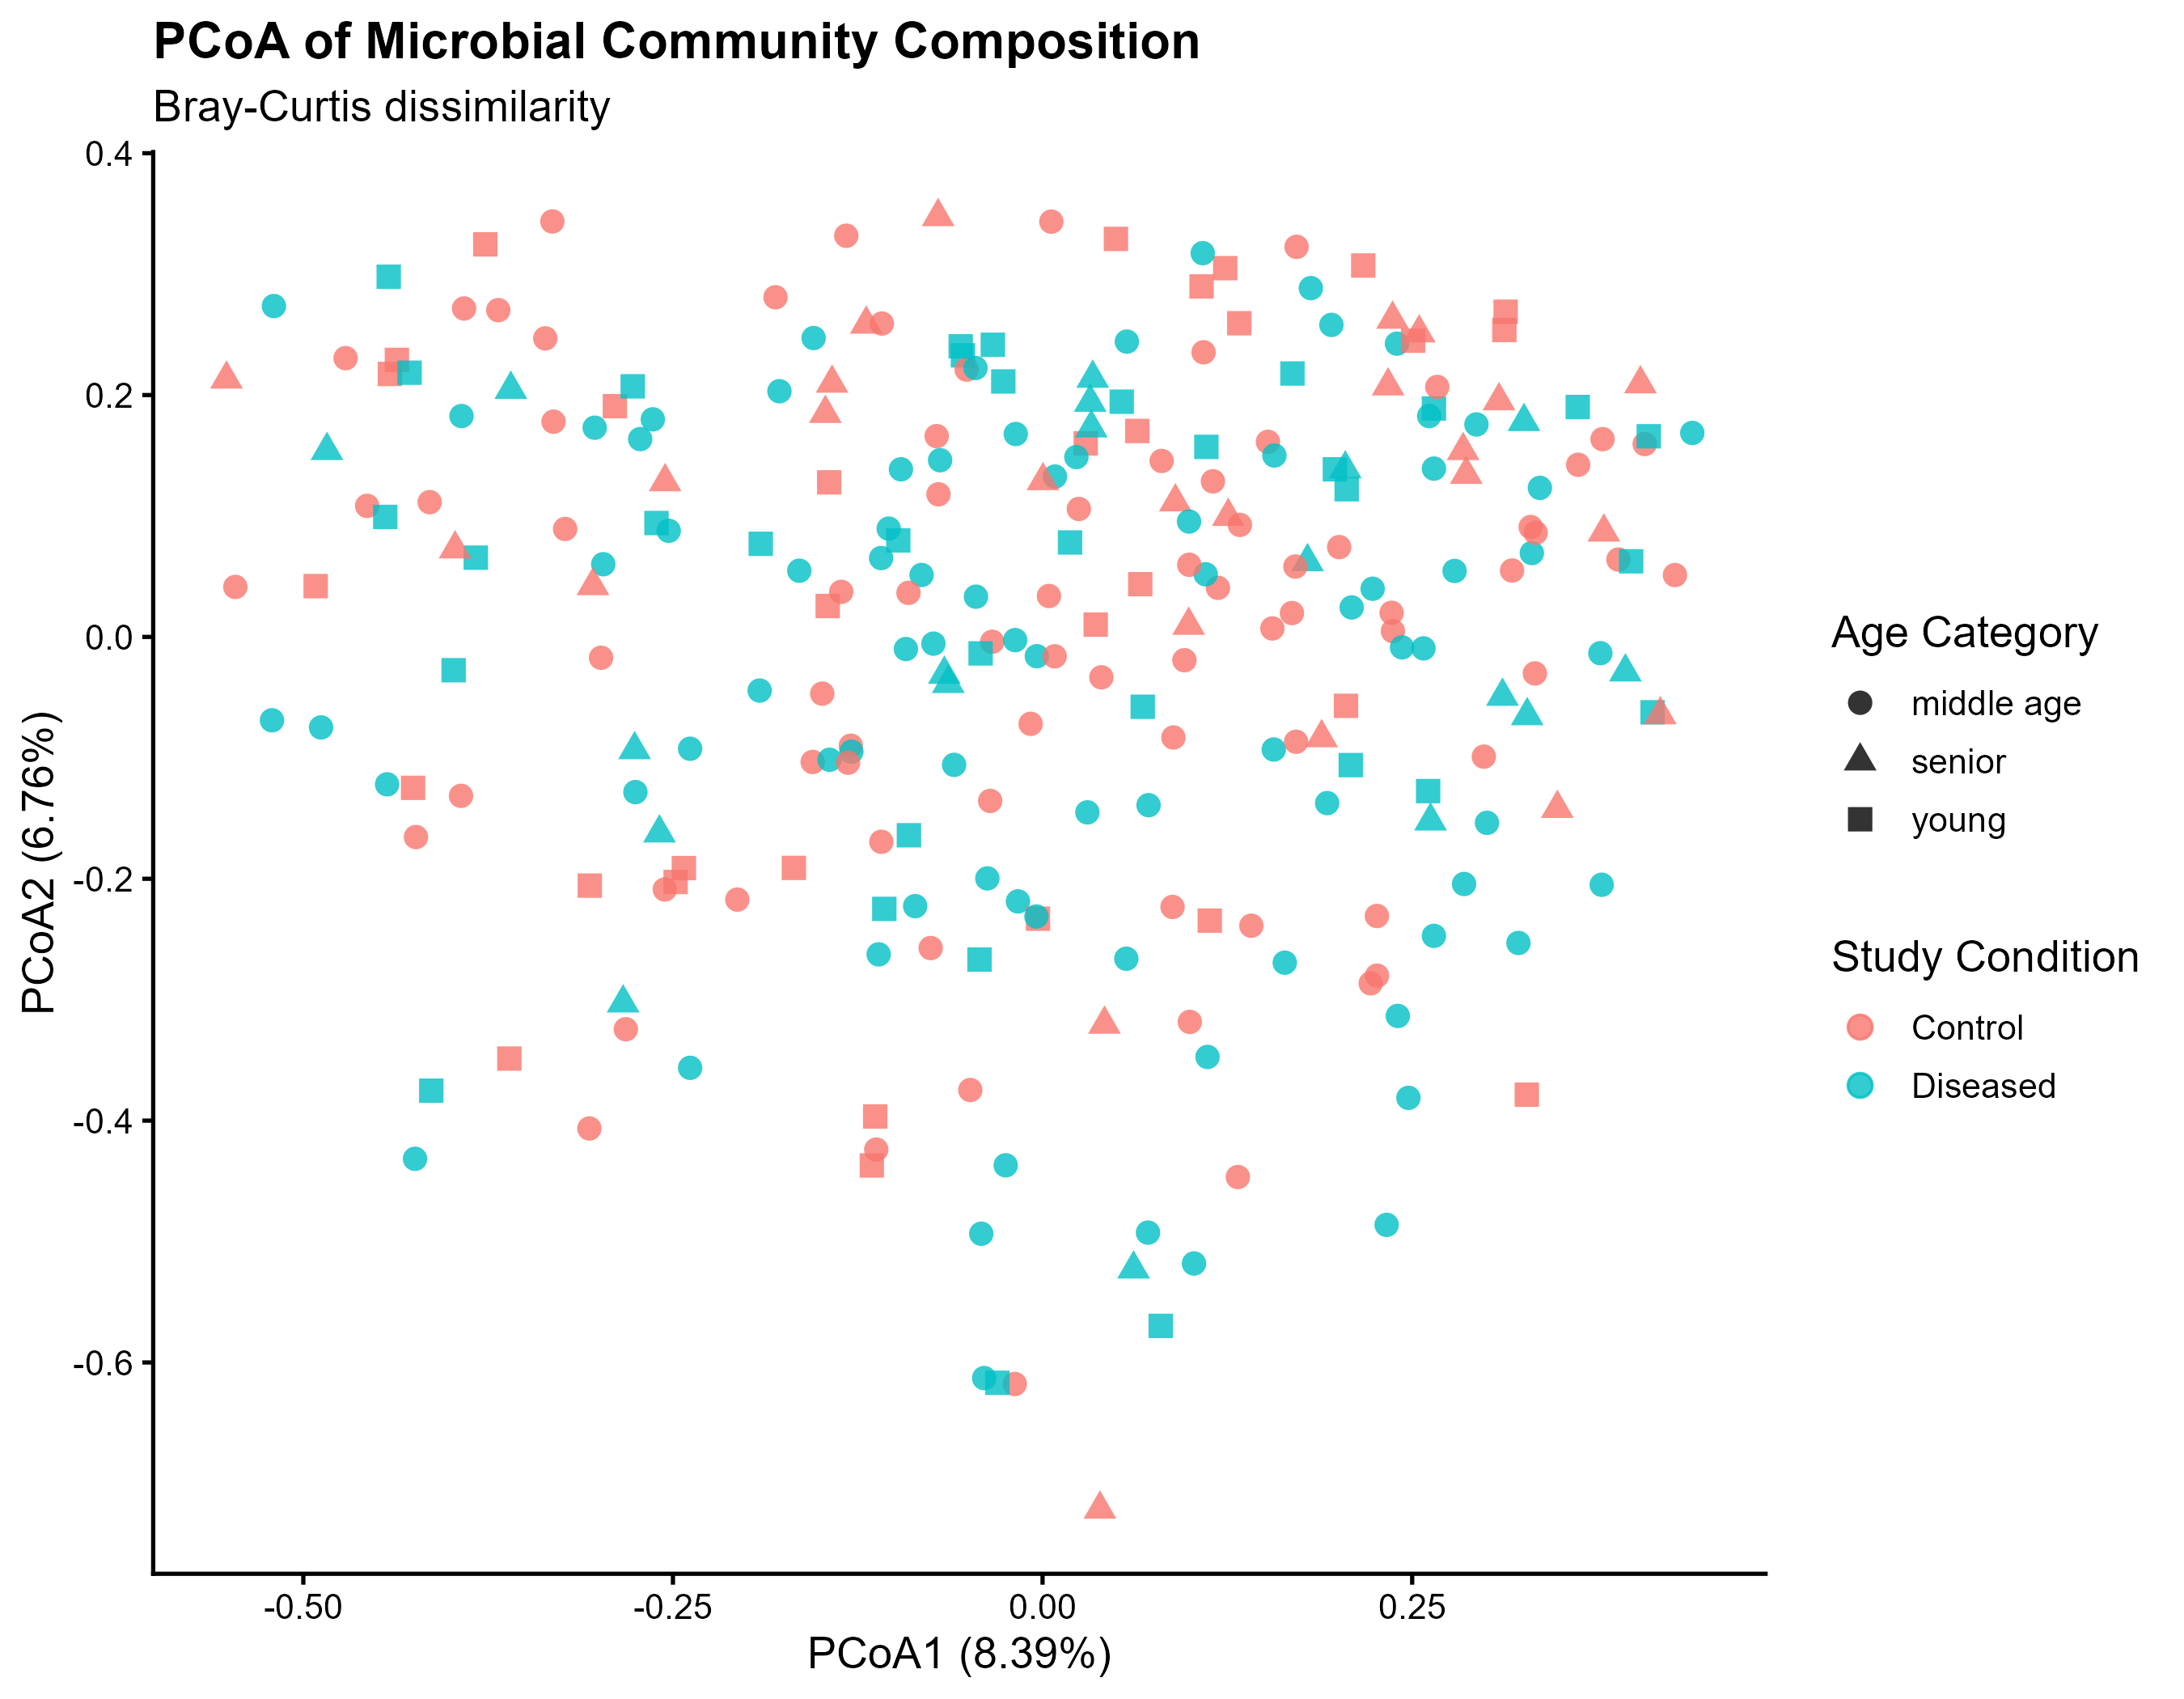 PCoA of Microbial Community Composition
Bray-Curtis dissimilarity
0.4
0.2
0.0
-0.2
-0.4
-0.6
PCoA2 (6.76%)
-0.50
-0.25
0.00
0.25
PCoA1 (8.39%)
Age Category
middle age
senior
young
Study Condition
Control
Diseased